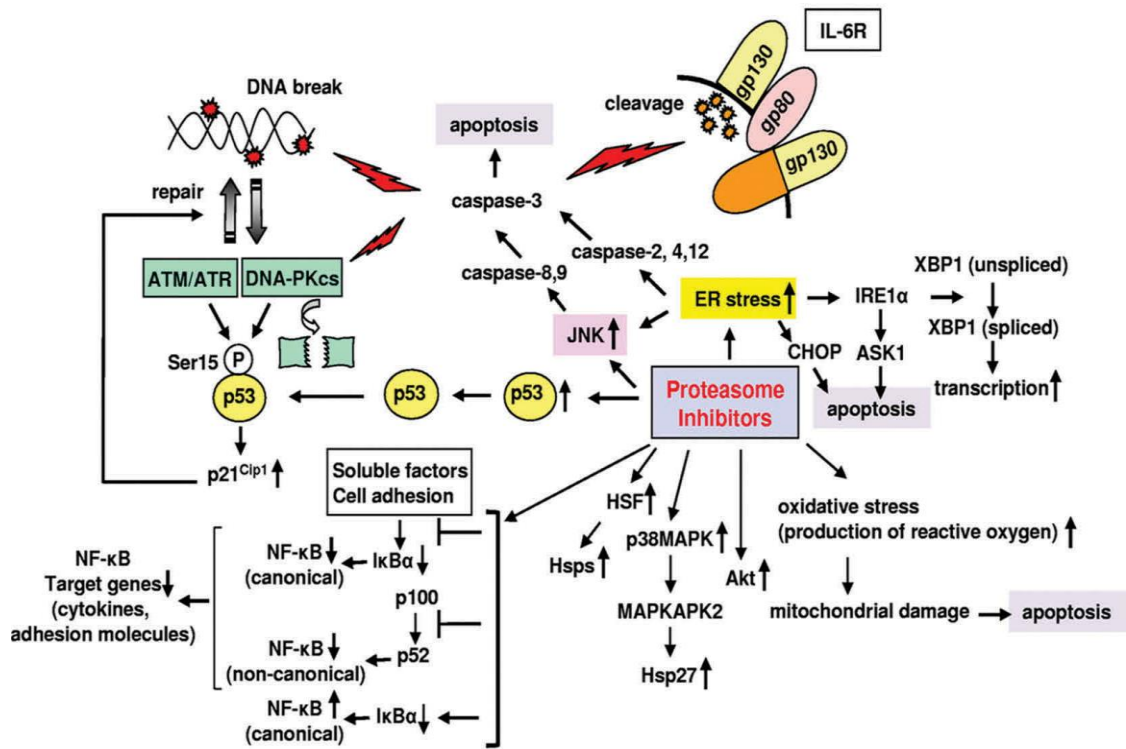 IL-6R
gp130
gp80
gp130
cleavage
DNA break
apoptosis
repair
caspase-3
caspase-2, 4,12
caspase-8,9
ATM/ATR
DNA-PKcs
XBP1 (unspliced)
ER stress
IRE1α
XBP1 (spliced)
JNK
CHOP
ASK1
transcription
Ser15
P
p53
p53
p53
Proteasome
Inhibitors
apoptosis
p21Cip1
Soluble factors
Cell adhesion
HSF
oxidative stress
(production of reactive oxygen)
p38MAPK
Hsps
Akt
NF-κB
(canonical)
IκBα
NF-κB
Target genes
(cytokines,
adhesion molecules)
p100
MAPKAPK2
mitochondrial damage
apoptosis
NF-κB
(non-canonical)
p52
Hsp27
NF-κB
(canonical)
IκBα